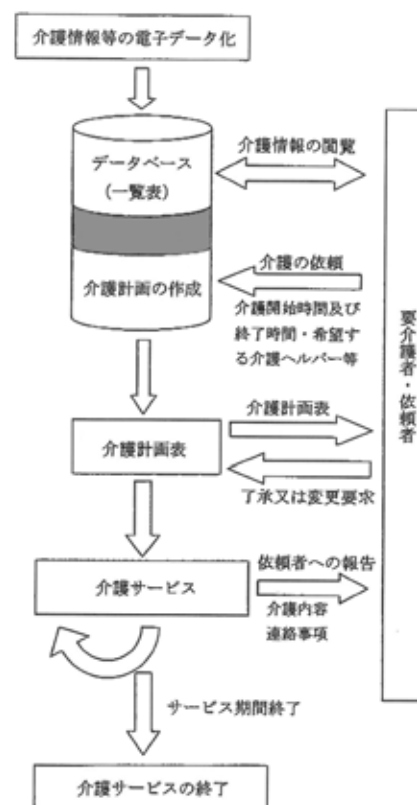 介護情報等の電子データ化
データベース
(一覧表)
介護情報の閲覧
介護の依頼
介護計画の作成
介護開始時間及び
終了時間・希望す
る介護ヘルパー等
要介護者・依頼者
介護計画表
介護計画表
了承又は変更要求
介護サービス
依頼者への報告
介護内容
連絡事項
サービス期間終了
介護サービスの終了